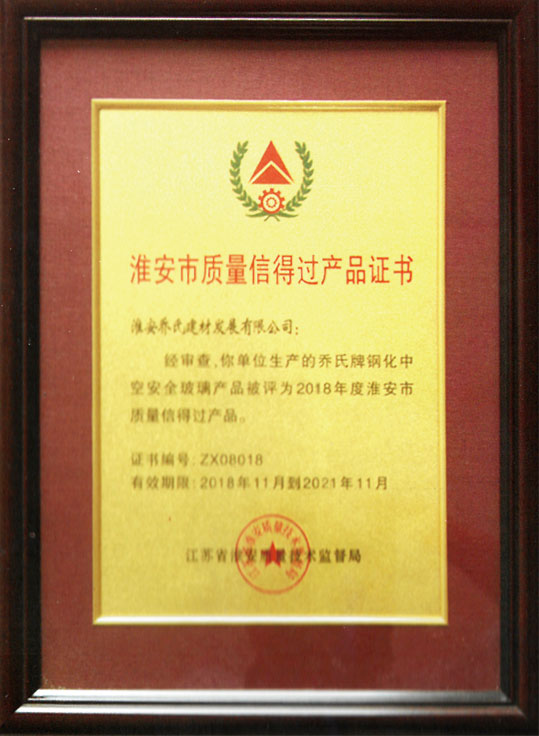 淮安市质量信得过产品证书
淮安乔氏建材发展有限公司：
经审查，你单位生产的乔氏牌钢化中
空安全玻璃产品被评为2018年度淮安市
质量信得过产品。
证书编号：ZX08018
有效期限：2018年11月到2021年11月
江苏省淮安质量技术监督局